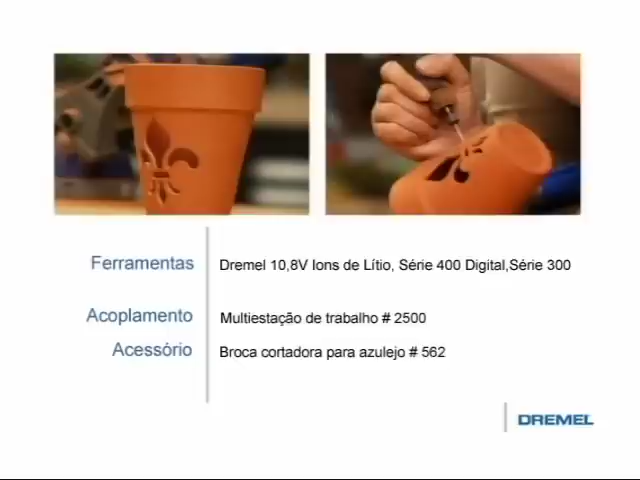 Ferramentas
Dremel 10,8V Ions de Lítio, Série 400 Digital,Série 300
Acoplamento
Multiestação de trabalho # 2500
Acessório
Broca cortadora para azulejo # 562
DREMEL